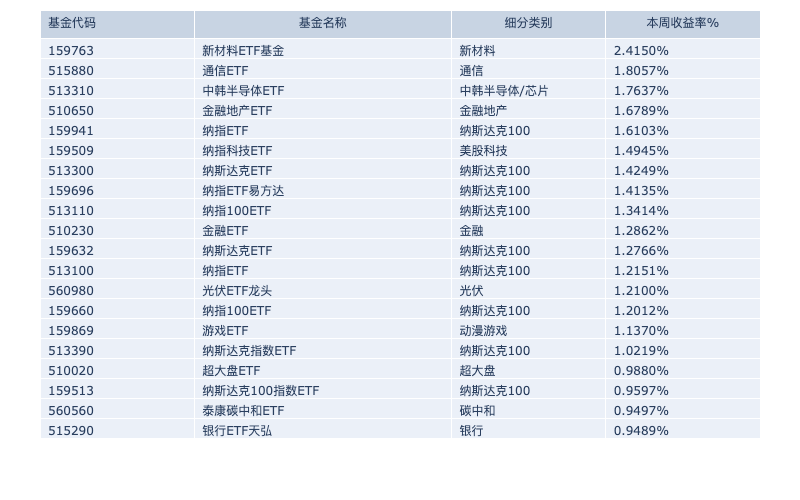 基金代码 基金名称 细分类别 本周收益率%
159763 新材料ETF基金 新材料 2.4150%
515880 通信ETF 通信 1.8057%
513310 中韩半导体ETF 中韩半导体/芯片 1.7637%
510650 金融地产ETF 金融地产 1.6789%
159941 纳指ETF 纳斯达克100 1.6103%
159509 纳指科技ETF 美股科技 1.4945%
513300 纳斯达克ETF 纳斯达克100 1.4249%
159696 纳指ETF易方达 纳斯达克100 1.4135%
513110 纳指100ETF 纳斯达克100 1.3414%
510230 金融ETF 金融 1.2862%
159632 纳斯达克ETF 纳斯达克100 1.2766%
513100 纳指ETF 纳斯达克100 1.2151%
560980 光伏ETF龙头 光伏 1.2100%
159660 纳指100ETF 纳斯达克100 1.2012%
159869 游戏ETF 动漫游戏 1.1370%
513390 纳斯达克指数ETF 纳斯达克100 1.0219%
510020 超大盘ETF 超大盘 0.9880%
159513 纳斯达克100指数ETF 纳斯达克100 0.9597%
560560 泰康碳中和ETF 碳中和 0.9497%
515290 银行ETF天弘 银行 0.9489%